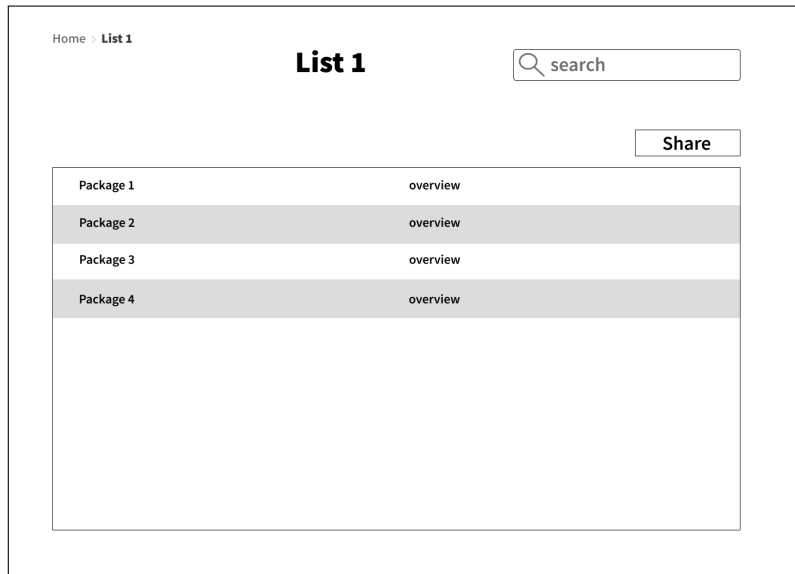 Home > List 1
List 1
search
Share
Package 1 overview
Package 2 overview
Package 3 overview
Package 4 overview